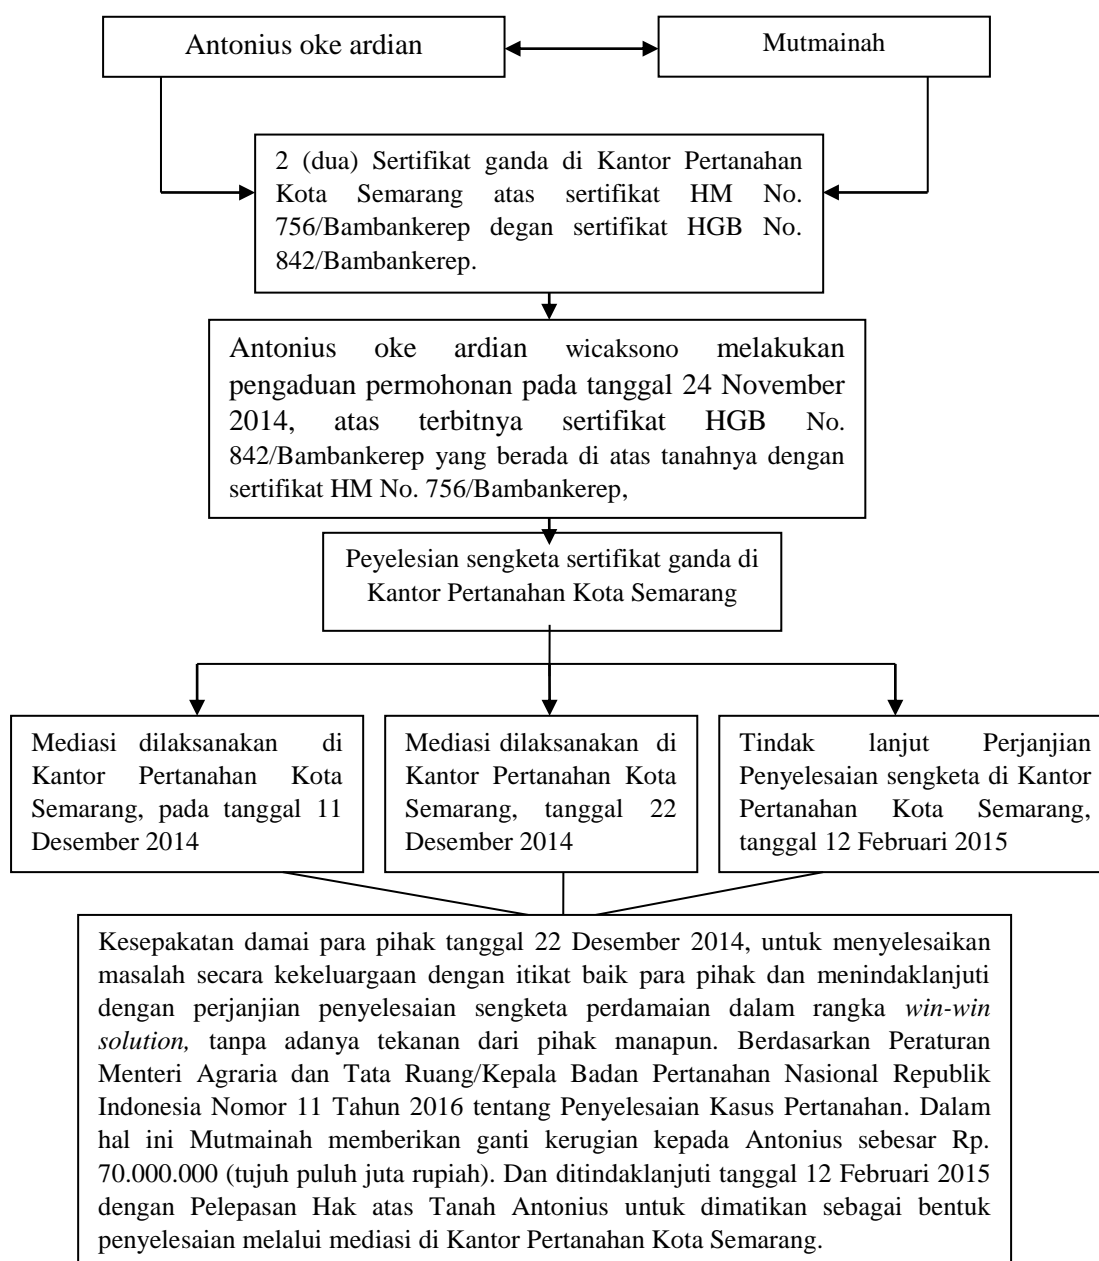 Antonius oke ardian
Mutmainah
2 (dua) Sertifikat ganda di Kantor Pertanahan
Kota Semarang atas sertifikat HM No.
756/Bambankerep degan sertifikat HGB No.
842/Bambankerep.
Antonius oke ardian wicaksono melakukan
pengaduan permohonan pada tanggal 24 November
2014, atas terbitnya sertifikat HGB No.
842/Bambankerep yang berada di atas tanahnya dengan
sertifikat HM No. 756/Bambankerep,
Peyelesian sengketa sertifikat ganda di
Kantor Pertanahan Kota Semarang
Mediasi dilaksanakan di
Kantor Pertanahan Kota
Semarang, pada tanggal 11
Desember 2014
Mediasi dilaksanakan di
Kantor Pertanahan Kota
Semarang, tanggal 22
Desember 2014
Tindak lanjut Perjanjian
Penyelesaian sengketa di Kantor
Pertanahan Kota Semarang,
tanggal 12 Februari 2015
Kesepakatan damai para pihak tanggal 22 Desember 2014, untuk menyelesaikan
masalah secara kekeluargaan dengan itikat baik para pihak dan menindaklanjuti
dengan perjanjian penyelesaian sengketa perdamaian dalam rangka win-win
solution, tanpa adanya tekanan dari pihak manapun. Berdasarkan Peraturan
Menteri Agraria dan Tata Ruang/Kepala Badan Pertanahan Nasional Republik
Indonesia Nomor 11 Tahun 2016 tentang Penyelesaian Kasus Pertanahan. Dalam
hal ini Mutmainah memberikan ganti kerugian kepada Antonius sebesar Rp.
70.000.000 (tujuh puluh juta rupiah). Dan ditindaklanjuti tanggal 12 Februari 2015
dengan Pelepasan Hak atas Tanah Antonius untuk dimatikan sebagai bentuk
penyelesaian melalui mediasi di Kantor Pertanahan Kota Semarang.